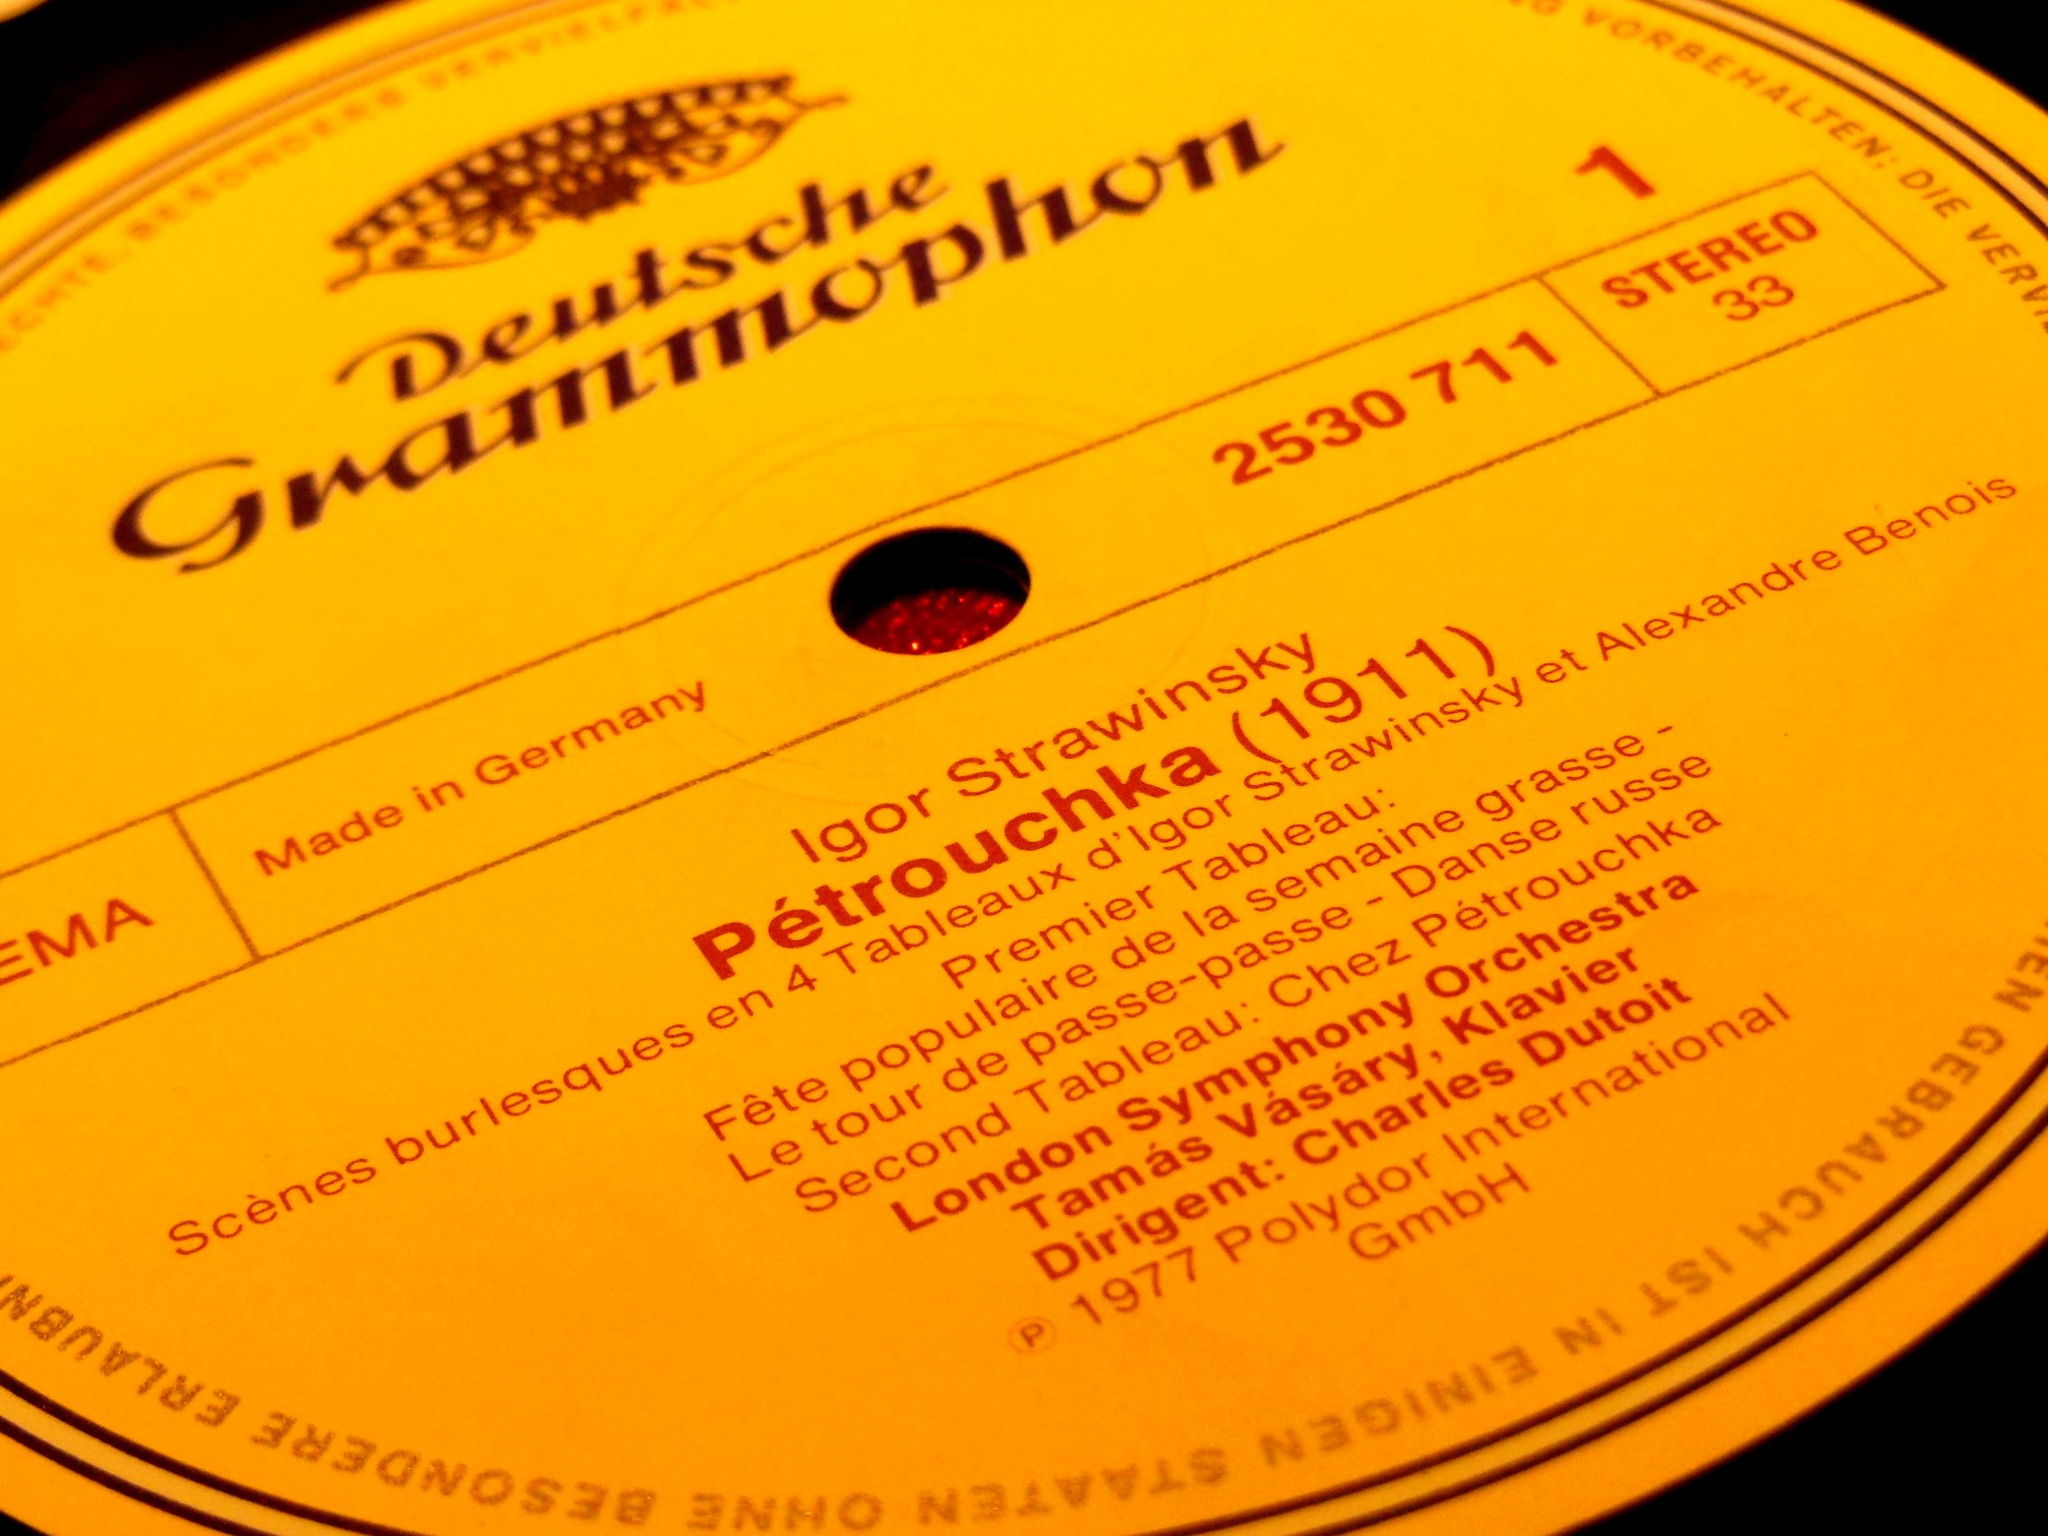 Deutsche
Grammophon
1
STEREO
33
2530 711
Made in Germany
EMA
Igor Strawinsky
Pétrouchka (1911)
Scènes burlesques en 4 Tableaux d'Igor Strawinsky et Alexandre Benois
Premier Tableau:
Fête populaire de la semaine grasse -
Le tour de passe-passe - Danse russe
Second Tableau: Chez Pétrouchka
London Symphony Orchestra
Tamás Vásáry, Klavier
Dirigent: Charles Dutoit
℗ 1977 Polydor International
GmbH
VORBEHALTEN; DIE
GEBRAUCH IST IN EINIGEN STAATEN OHNE BESONDERE